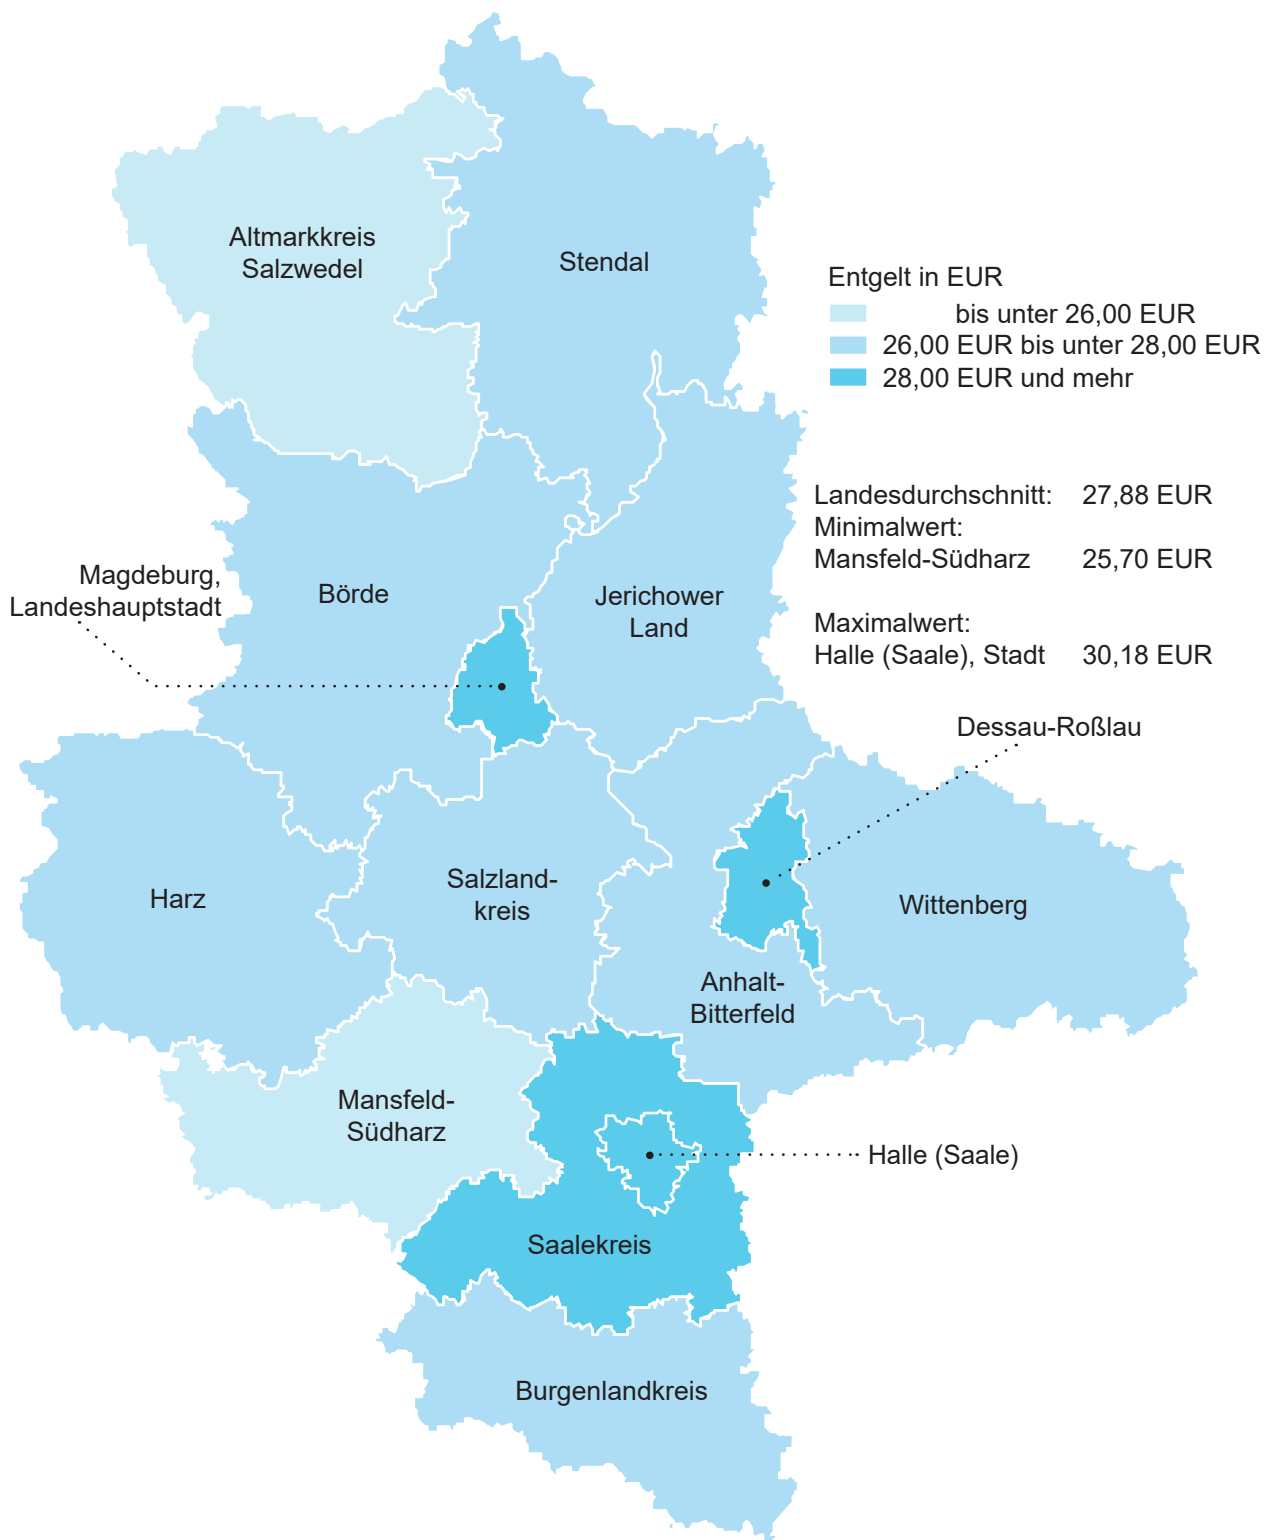 Altmarkkreis
Salzwedel
Stendal
Entgelt in EUR
bis unter 26,00 EUR
26,00 EUR bis unter 28,00 EUR
28,00 EUR und mehr
Landesdurchschnitt: 27,88 EUR
Minimalwert:
Mansfeld-Südharz 25,70 EUR
Maximalwert:
Halle (Saale), Stadt 30,18 EUR
Magdeburg,
Landeshauptstadt
Börde
Jerichower
Land
Dessau-Roßlau
Harz
Salzland-
kreis
Wittenberg
Anhalt-
Bitterfeld
Mansfeld-
Südharz
Halle (Saale)
Saalekreis
Burgenlandkreis